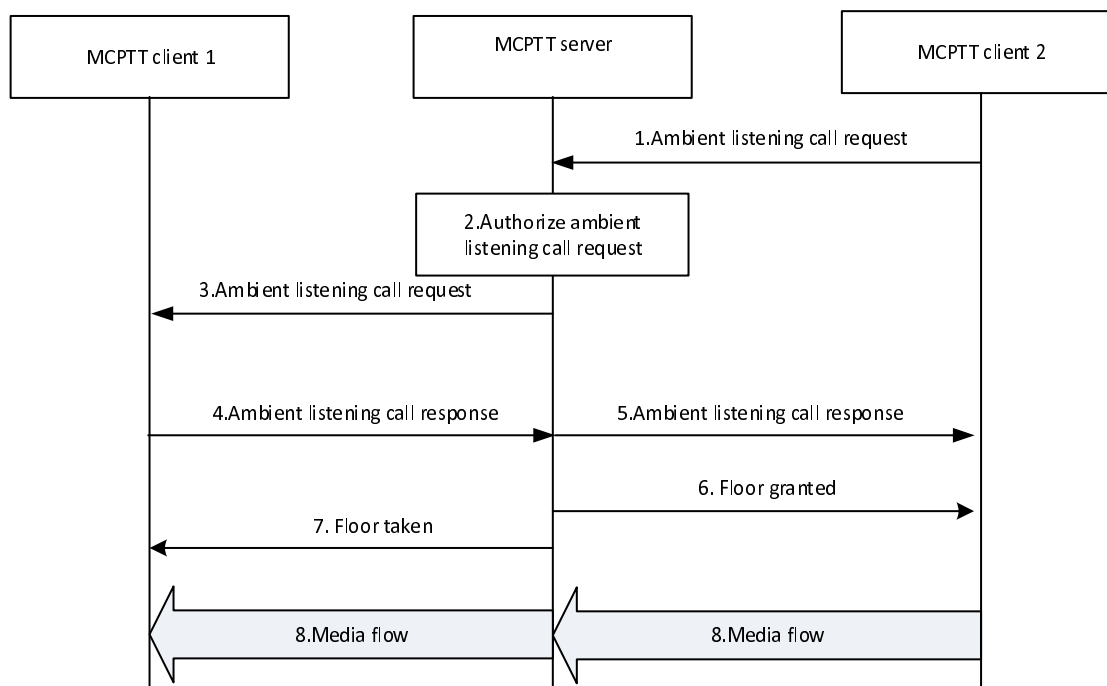 MCPTT client 1
MCPTT server
MCPTT client 2
1.Ambient listening call request
2.Authorize ambient
listening call request
3.Ambient listening call request
4.Ambient listening call response
5.Ambient listening call response
6. Floor granted
7. Floor taken
8.Media flow
8.Media flow